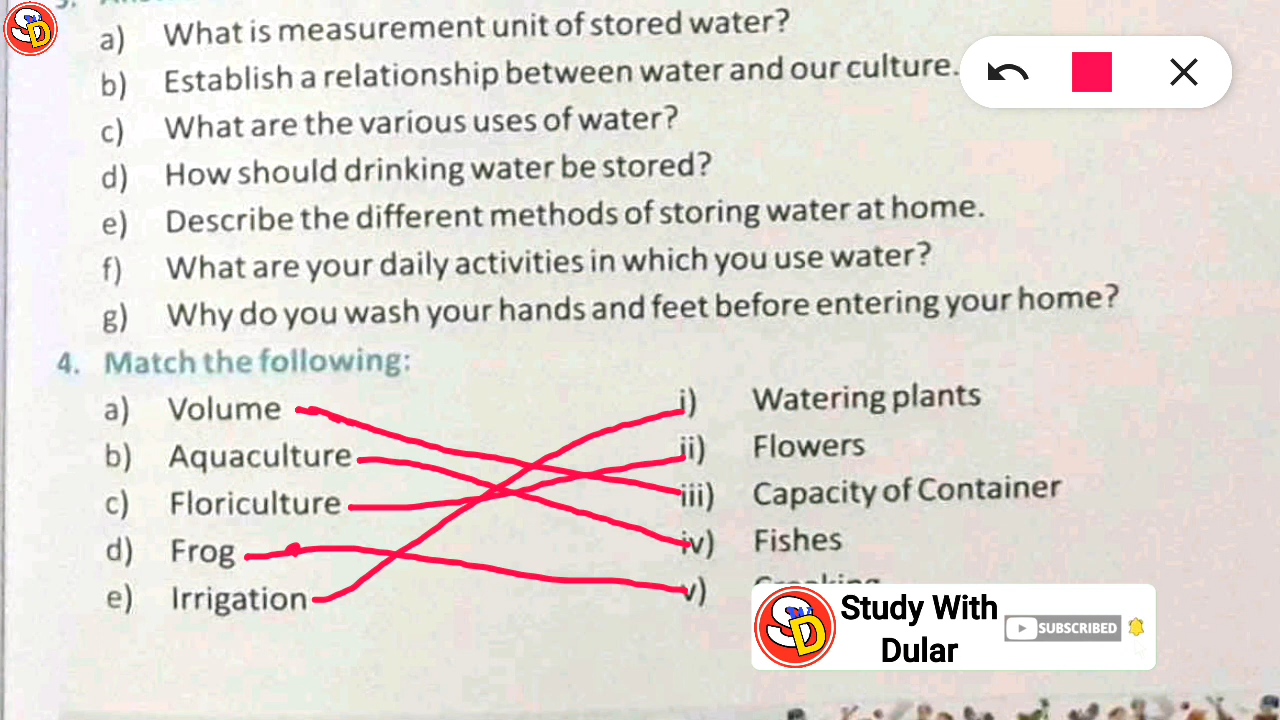 SD
a) What is measurement unit of stored water?
b) Establish a relationship between water and our culture.
c) What are the various uses of water?
d) How should drinking water be stored?
e) Describe the different methods of storing water at home.
f) What are your daily activities in which you use water?
g) Why do you wash your hands and feet before entering your home?
4. Match the following:
a) Volume i) Watering plants
b) Aquaculture ii) Flowers
c) Floriculture iii) Capacity of Container
d) Frog iv) Fishes
e) Irrigation v)
SD Study With Dular SUBSCRIBED